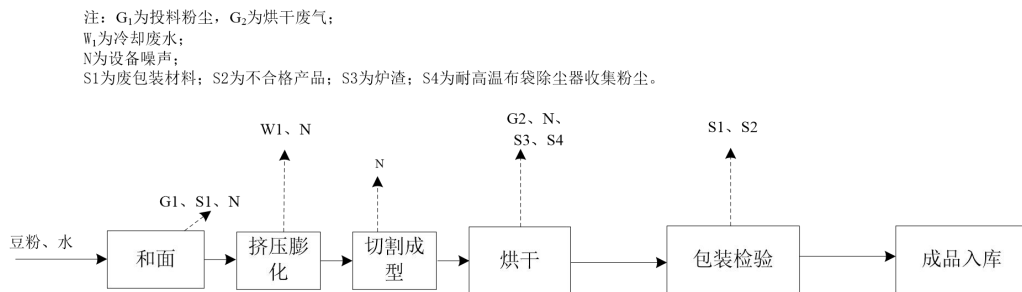 注：G₁为投料粉尘，G₂为烘干废气；
W₁为冷却废水；
N为设备噪声；
S1为废包装材料；S2为不合格产品；S3为炉渣；S4为耐高温布袋除尘器收集粉尘。
G2、N、
S3、S4
S1、S2
W1、N
N
G1、S1、N
豆粉、水
和面
挤压膨
化
切割成
型
烘干
包装检验
成品入库